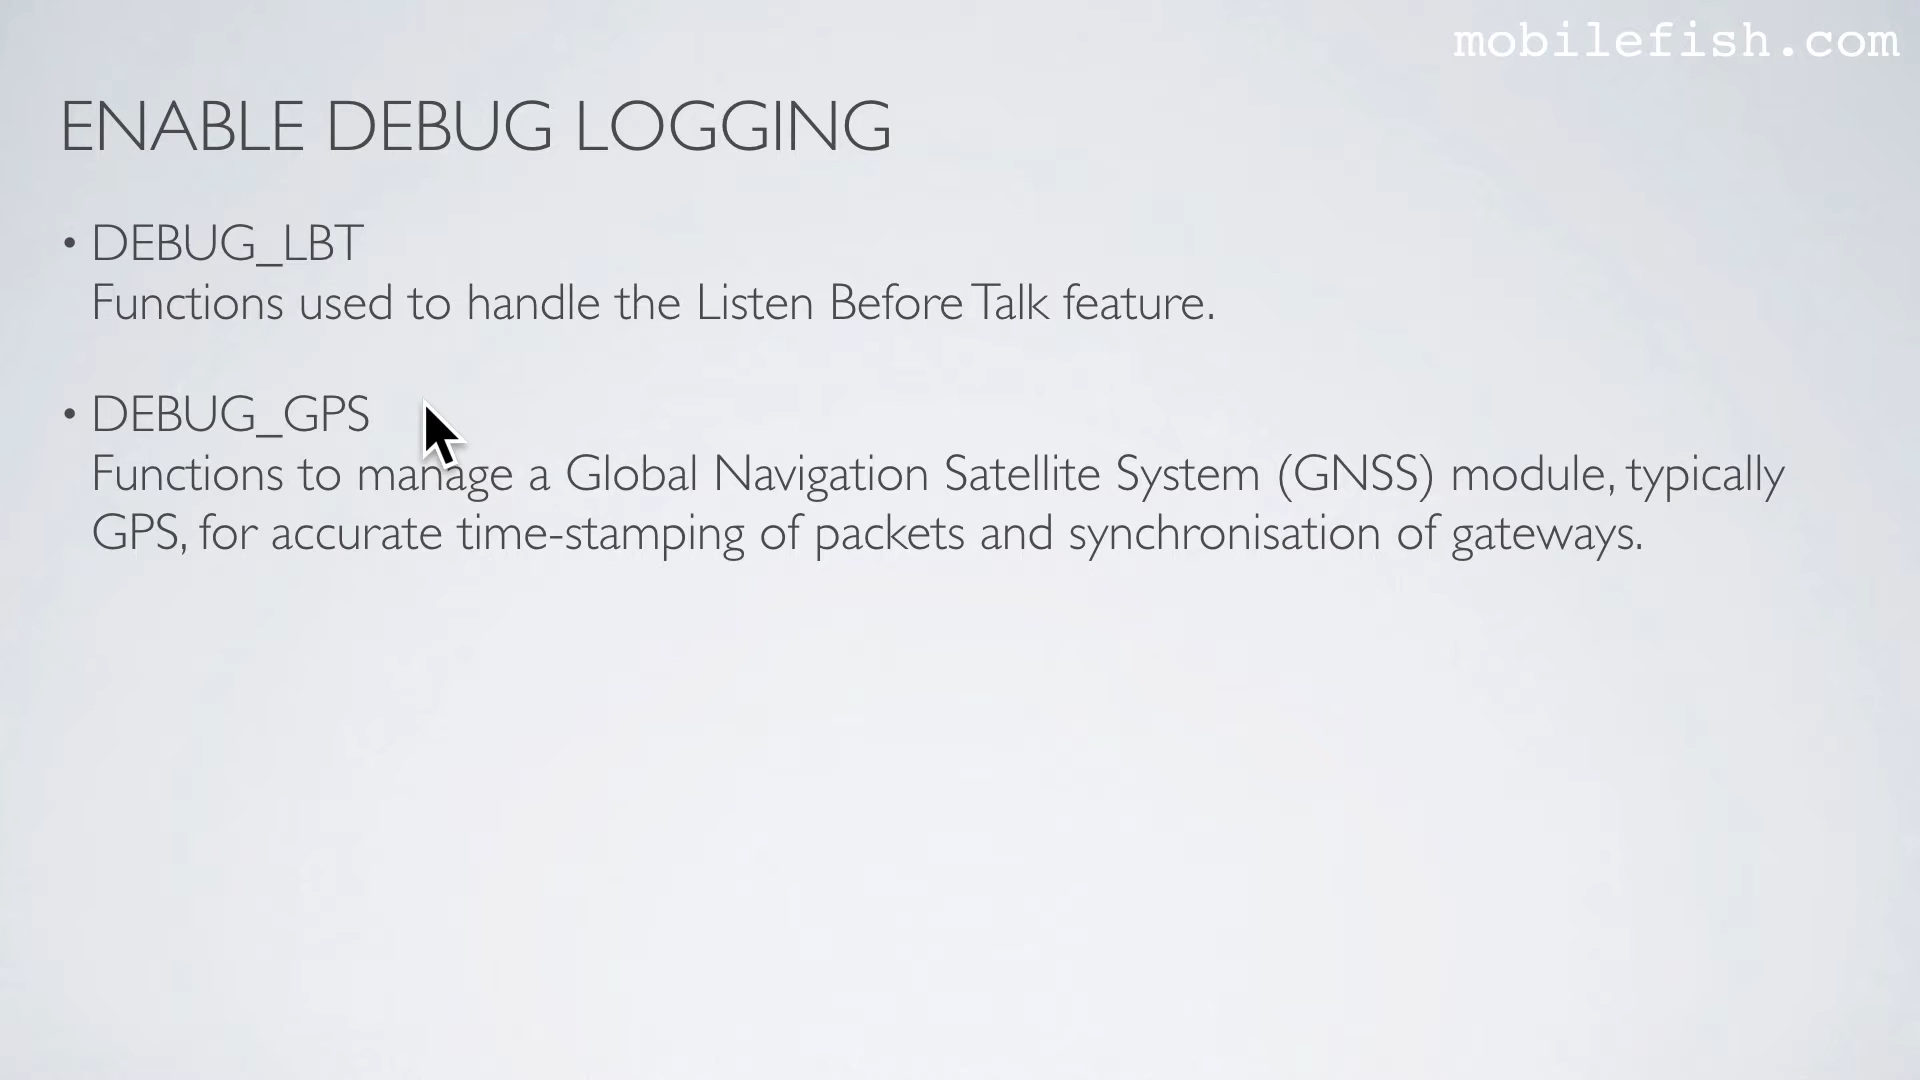 mobilefish.com
ENABLE DEBUG LOGGING
• DEBUG_LBT
Functions used to handle the Listen Before Talk feature.
• DEBUG_GPS
Functions to manage a Global Navigation Satellite System (GNSS) module, typically
GPS, for accurate time-stamping of packets and synchronisation of gateways.